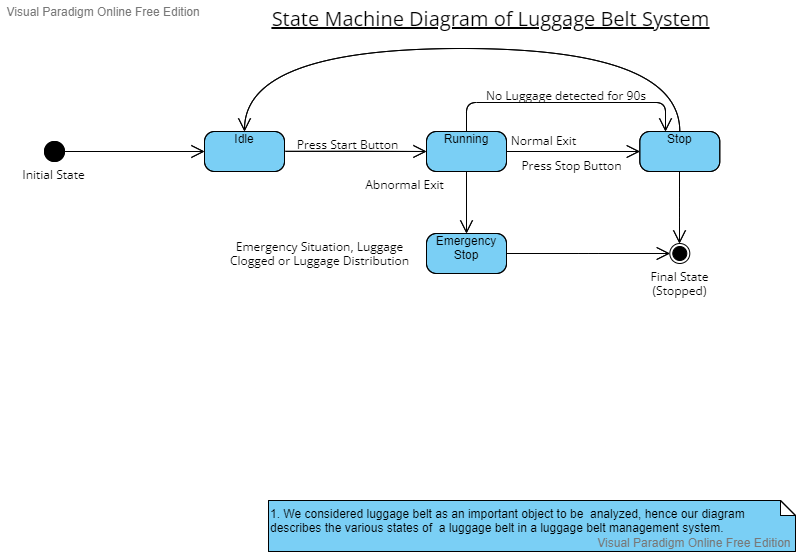 Visual Paradigm Online Free Edition
State Machine Diagram of Luggage Belt System
No Luggage detected for 90s
Idle
Running
Stop
Press Start Button
Normal Exit
Press Stop Button
Initial State
Abnormal Exit
Emergency Situation, Luggage
Clogged or Luggage Distribution
Emergency
Stop
Final State
(Stopped)
1. We considered luggage belt as an important object to be  analyzed, hence our diagram
describes the various states of  a luggage belt in a luggage belt management system.
Visual Paradigm Online Free Edition